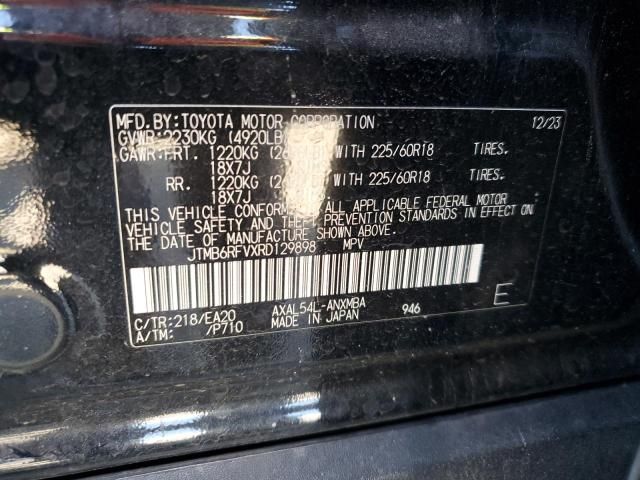 MFD.BY:TOYOTA MOTOR CORPORATION 12/23
GVWR:2230KG (4920LB)
GAWR:FRT. 1220KG WITH 225/60R18 TIRES.
18X7J
RR. 1220KG WITH 225/60R18 TIRES.
18X7J
THIS VEHICLE CONFORMS TO ALL APPLICABLE FEDERAL MOTOR
VEHICLE SAFETY AND THEFT PREVENTION STANDARDS IN EFFECT ON
THE DATE OF MANUFACTURE SHOWN ABOVE.
JTMB6RFVXRD129898 MPV
C/TR:218/EA20 AXAL54L-ANXMBA 946 E
A/TM: /P710 MADE IN JAPAN